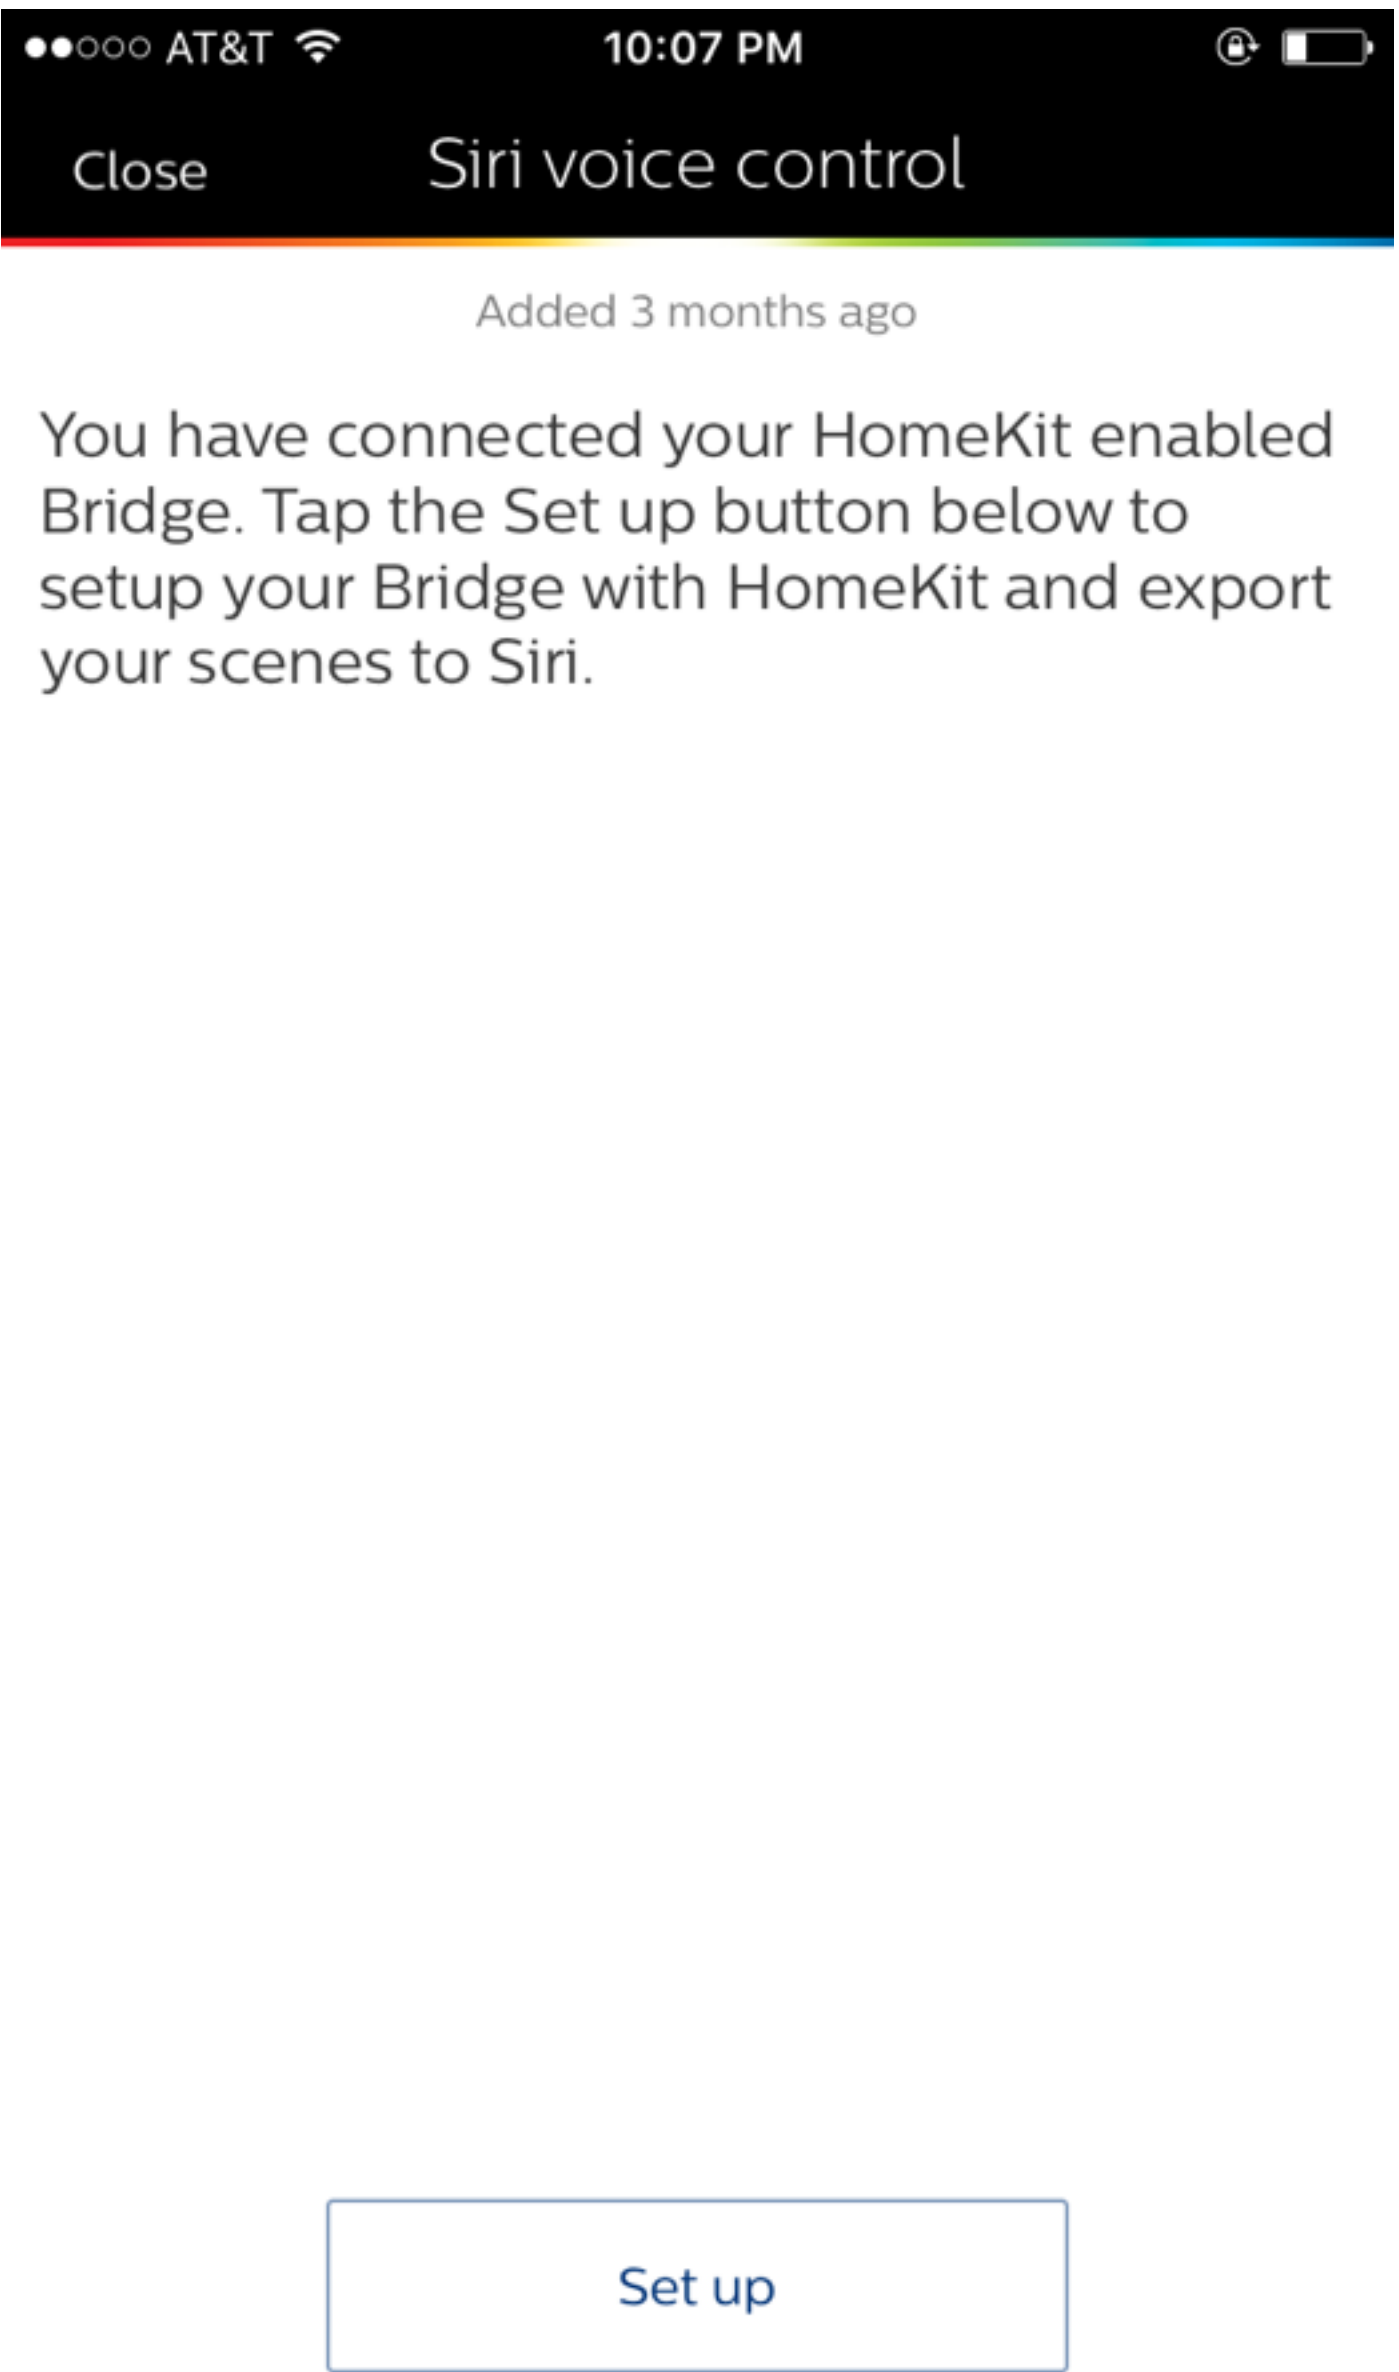 AT&T 10:07 PM
Close Siri voice control
Added 3 months ago
You have connected your HomeKit enabled
Bridge. Tap the Set up button below to
setup your Bridge with HomeKit and export
your scenes to Siri.
Set up